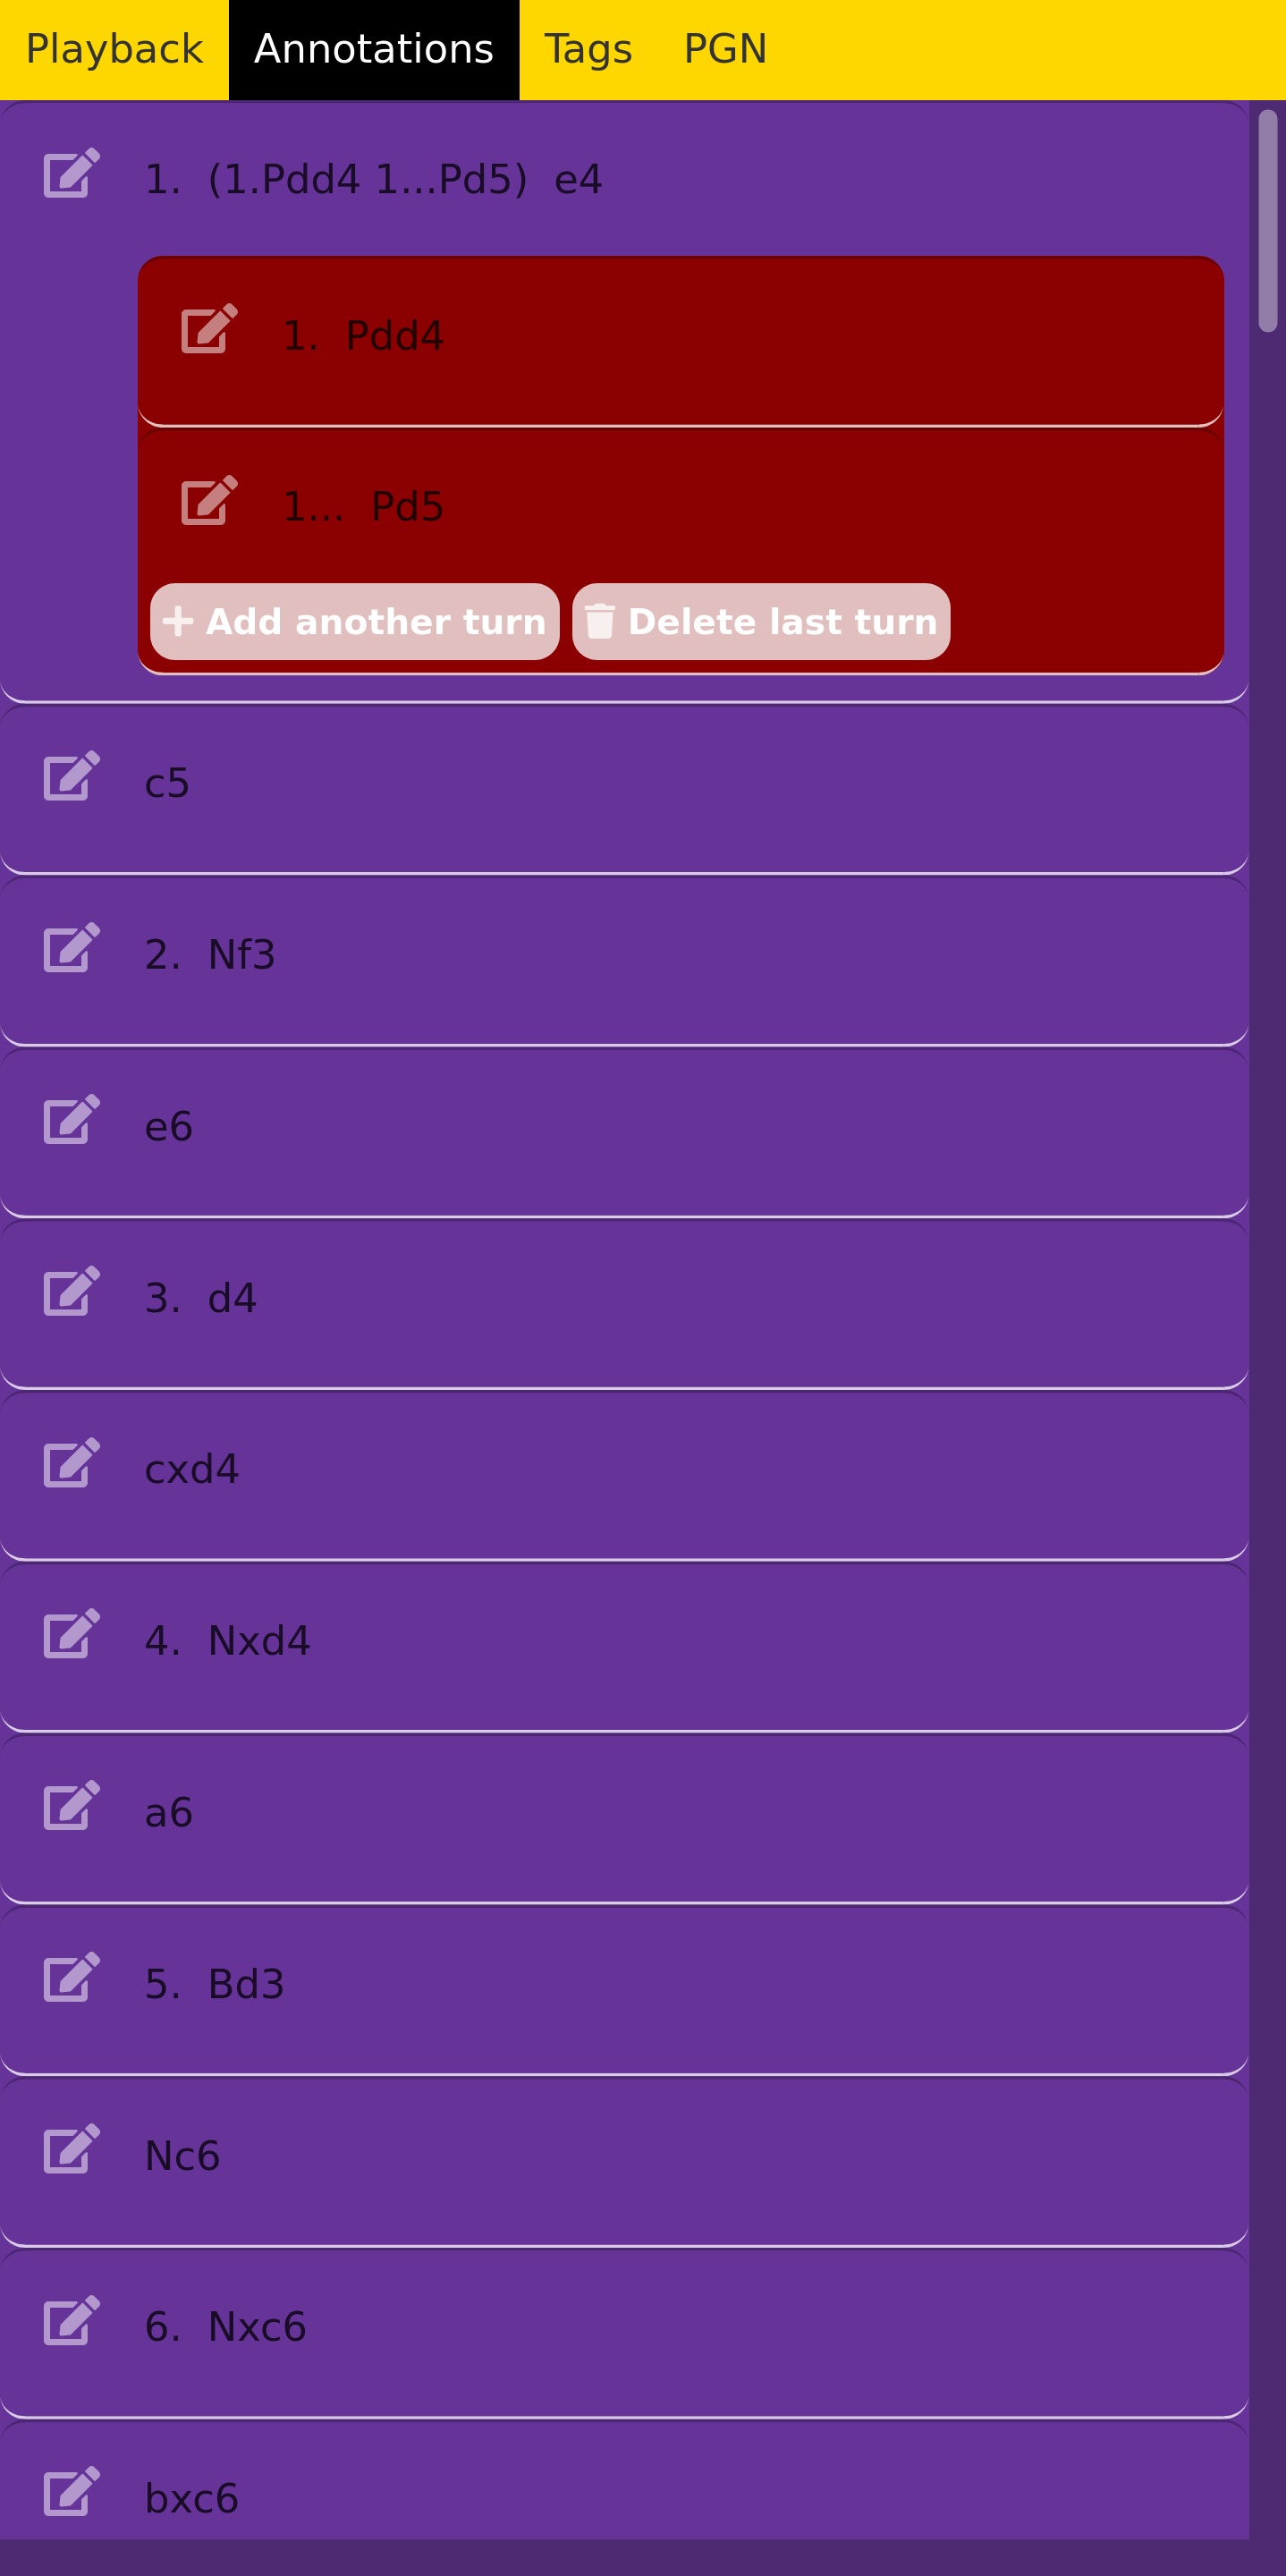 Playback Annotations Tags PGN
1. (1.Pdd4 1...Pd5) e4
1. Pdd4
1... Pd5
Add another turn Delete last turn
c5
2. Nf3
e6
3. d4
cxd4
4. Nxd4
a6
5. Bd3
Nc6
6. Nxc6
bxc6